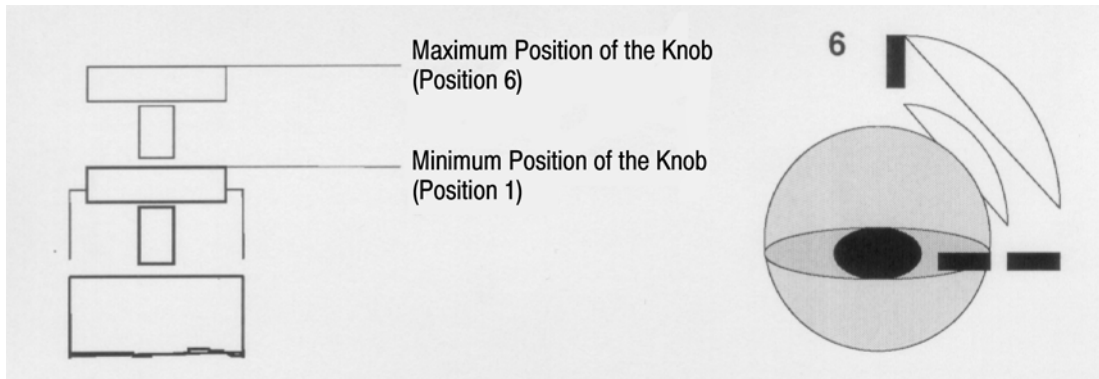 Maximum Position of the Knob
(Position 6)
Minimum Position of the Knob
(Position 1)
6